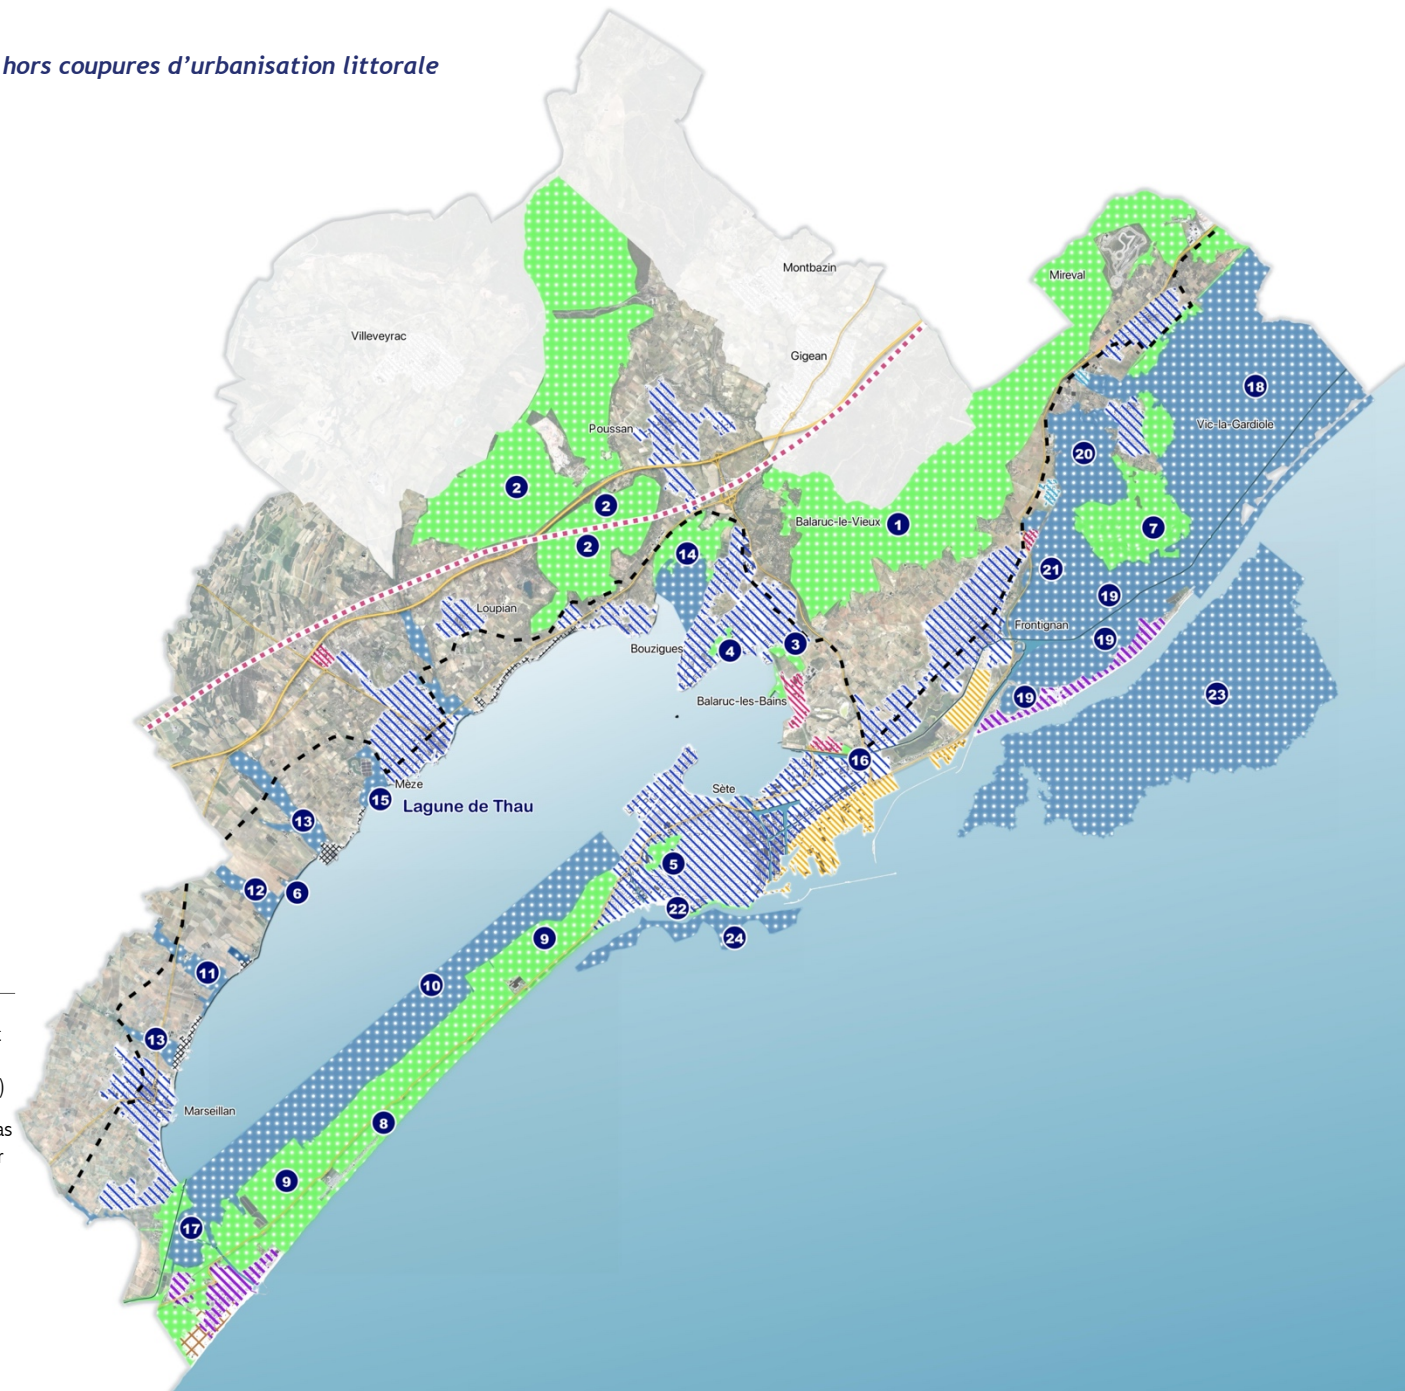 hors coupures d’urbanisation littorale
Montbazin
Mireval
Villeveyrac
Gigean
18
Vic-la-Gardiole
Poussan
20
2
2
Balaruc-le-Vieux
1
7
2
14
21
19
Loupian
Frontignan
Bouzigues
4
3
19
23
Balaruc-les-Bains
19
16
Mèze
Sète
15
Lagune de Thau
13
5
12
6
22
9
24
11
10
13
)
Marseillan
8
as
r
9
17